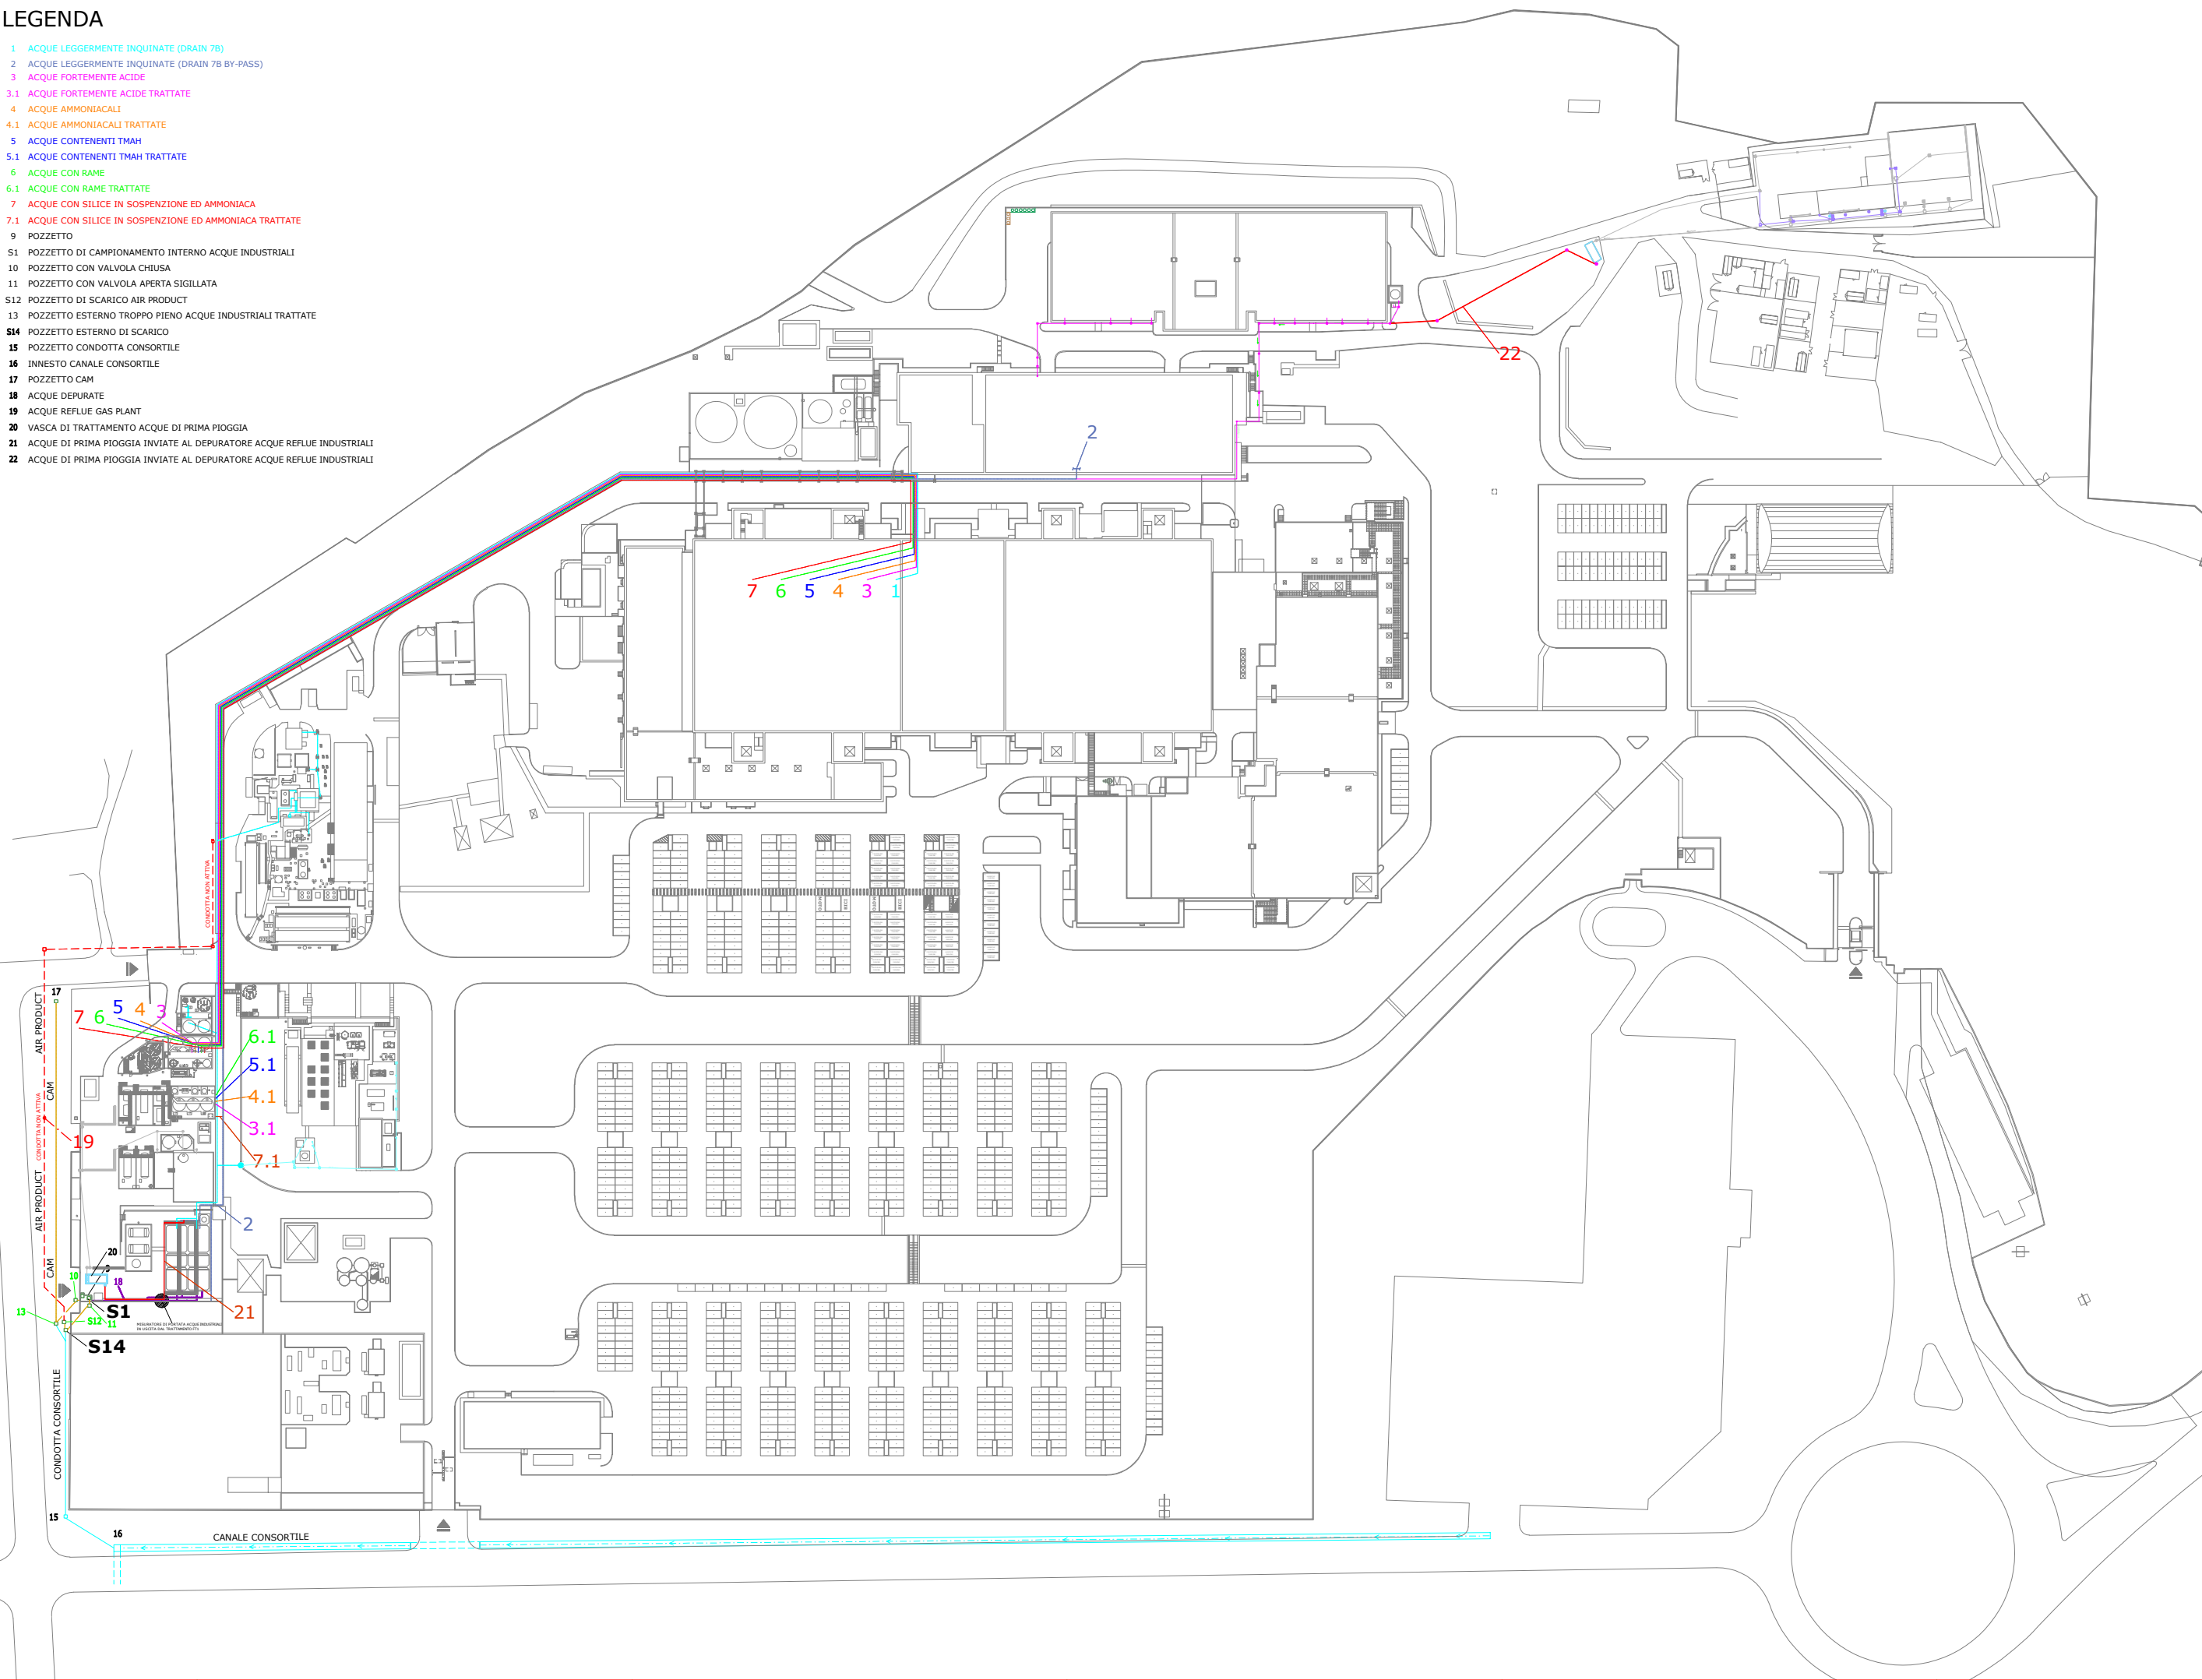 LEGENDA
1 ACQUE LEGGERMENTE INQUINATE (DRAIN 7B)
2 ACQUE LEGGERMENTE INQUINATE (DRAIN 7B BY-PASS)
3 ACQUE FORTEMENTE ACIDE
3.1 ACQUE FORTEMENTE ACIDE TRATTATE
4 ACQUE AMMONIACALI
4.1 ACQUE AMMONIACALI TRATTATE
5 ACQUE CONTENENTI TMAH
5.1 ACQUE CONTENENTI TMAH TRATTATE
6 ACQUE CON RAME
6.1 ACQUE CON RAME TRATTATE
7 ACQUE CON SILICE IN SOSPENZIONE ED AMMONIACA
7.1 ACQUE CON SILICE IN SOSPENZIONE ED AMMONIACA TRATTATE
9 POZZETTO
S1 POZZETTO DI CAMPIONAMENTO INTERNO ACQUE INDUSTRIALI
10 POZZETTO CON VALVOLA CHIUSA
11 POZZETTO CON VALVOLA APERTA SIGILLATA
S12 POZZETTO DI SCARICO AIR PRODUCT
13 POZZETTO ESTERNO TROPPO PIENO ACQUE INDUSTRIALI TRATTATE
S14 POZZETTO ESTERNO DI SCARICO
15 POZZETTO CONDOTTA CONSORTILE
16 INNESTO CANALE CONSORTILE
17 POZZETTO CAM
18 ACQUE DEPURATE
19 ACQUE REFLUE GAS PLANT
20 VASCA DI TRATTAMENTO ACQUE DI PRIMA PIOGGIA
21 ACQUE DI PRIMA PIOGGIA INVIATE AL DEPURATORE ACQUE REFLUE INDUSTRIALI
22 ACQUE DI PRIMA PIOGGIA INVIATE AL DEPURATORE ACQUE REFLUE INDUSTRIALI
22
2
7 6 5 4 3 1
CONDOTTA NON ATTIVA
17
7 6 5 4 3
AIR PRODUCT
CAM
CONDOTTA NON ATTIVA
19
AIR PRODUCT
CAM
6.1
5.1
4.1
3.1
7.1
2
20
9
10
18
S1
21
13
S12
11
MISURATORE DI PORTATA ACQUE INDUSTRIALI
IN USCITA DAL TRATTAMENTO ITI
S14
CONDOTTA CONSORTILE
15
16
CANALE CONSORTILE